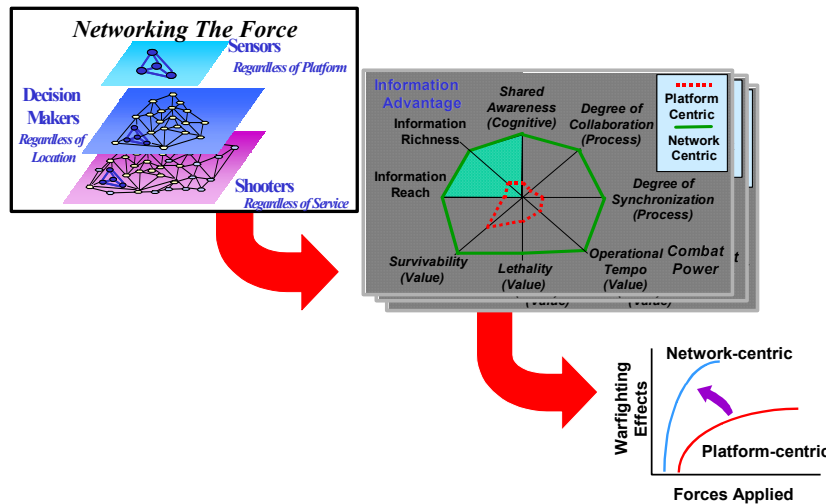 Networking The Force
Sensors
Regardless of Platform
Decision
Makers
Regardless of
Location
Shooters
Regardless of Service
Information
Advantage
Shared
Awareness
(Cognitive)
Degree of
Collaboration
(Process)
Platform
Centric
Network
Centric
Information
Richness
Information
Reach
Degree of
Synchronization
(Process)
Survivability
(Value)
Lethality
(Value)
Operational
Tempo
(Value)
Combat
Power
(Value)
(Value)
Network-centric
Warfighting
Effects
Platform-centric
Forces Applied